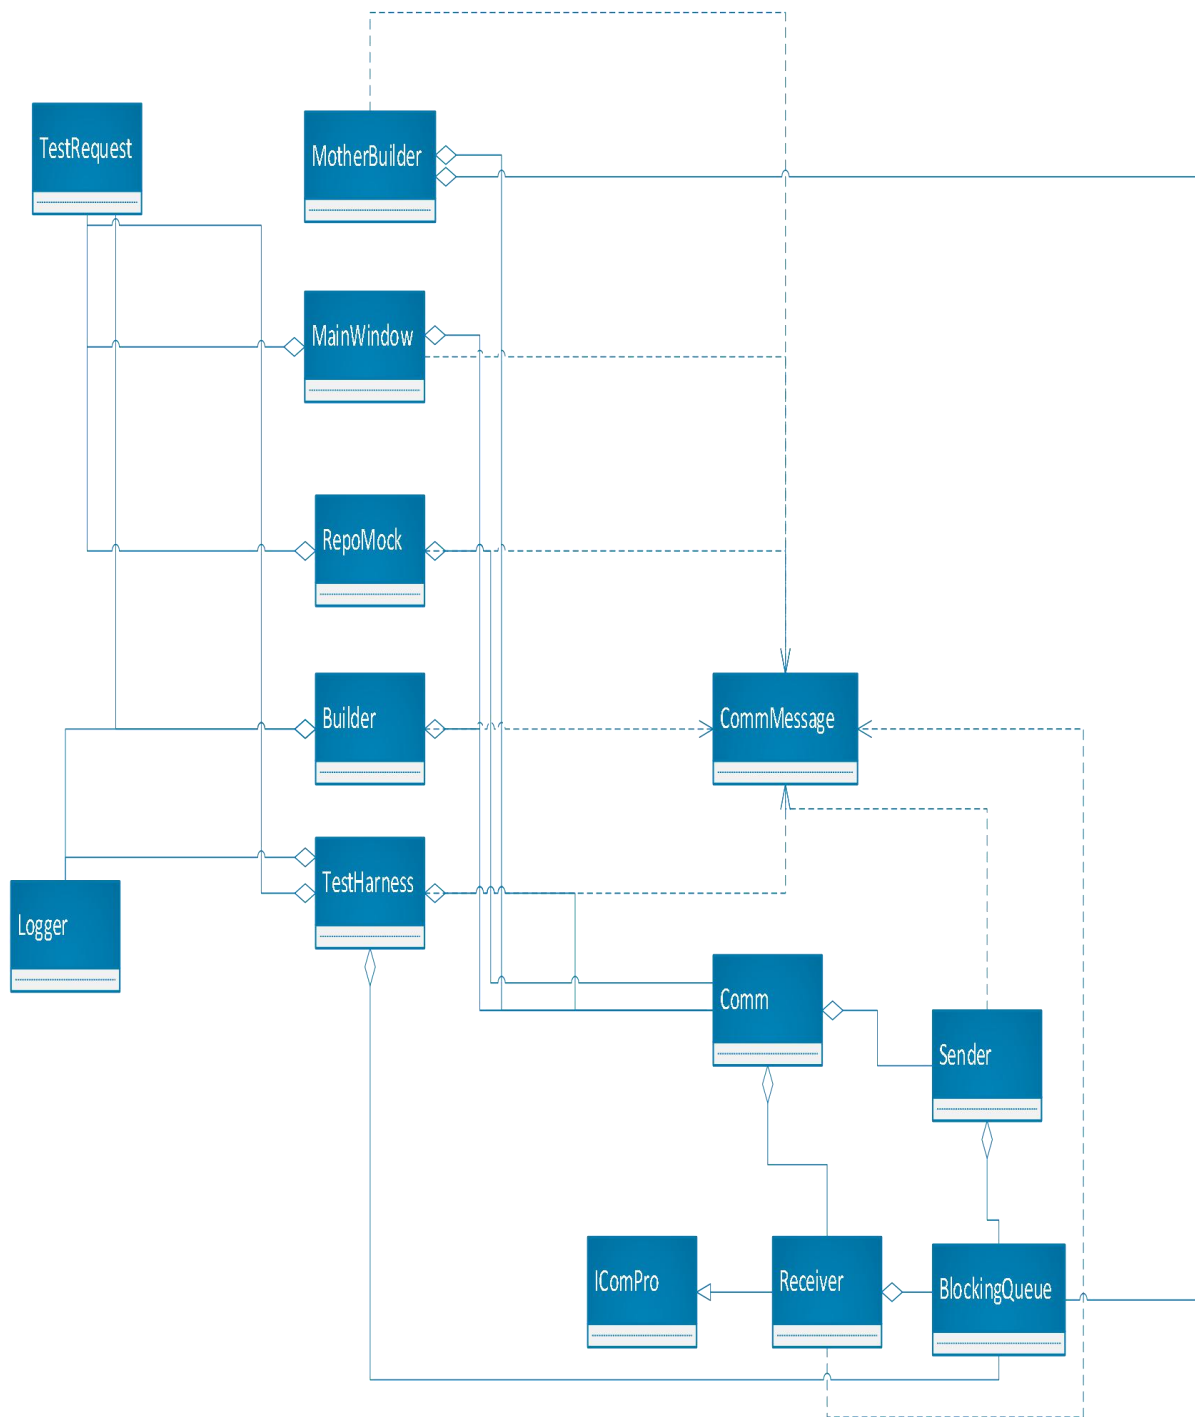 TestRequest
MotherBuilder
MainWindow
RepoMock
Builder
CommMessage
TestHarness
Logger
Comm
Sender
IComPro
Receiver
BlockingQueue